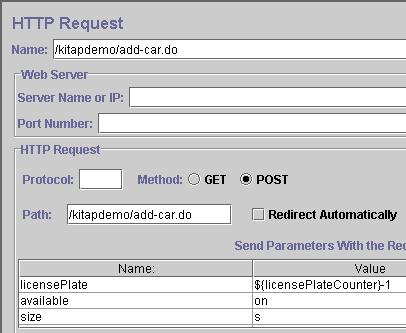 HTTP Request
Name: /kitapdemo/add-car.do
Web Server
Server Name or IP:
Port Number:
HTTP Request
Protocol: Method: GET POST
Path: /kitapdemo/add-car.do Redirect Automatically
Send Parameters With the Rec
Name: Value
licensePlate ${licensePlateCounter}-1
available on
size s